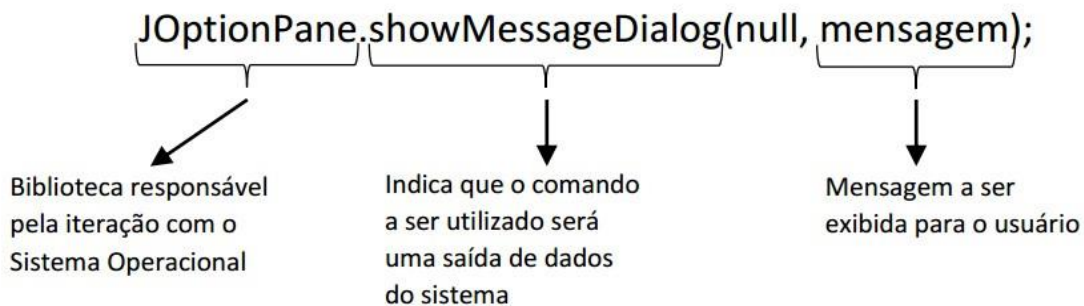 JOptionPane.showMessageDialog(null, mensagem);
Biblioteca responsável
pela iteração com o
Sistema Operacional
Indica que o comando
a ser utilizado será
uma saída de dados
do sistema
Mensagem a ser
exibida para o usuário